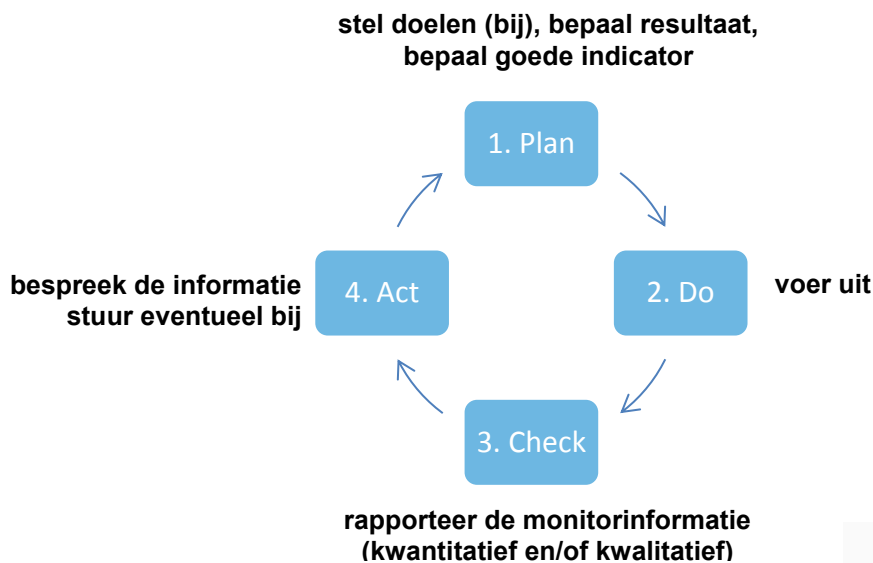 stel doelen (bij), bepaal resultaat,
bepaal goede indicator
1. Plan
bespreek de informatie
stuur eventueel bij
4. Act
2. Do
voer uit
3. Check
rapporteer de monitorinformatie
(kwantitatief en/of kwalitatief)